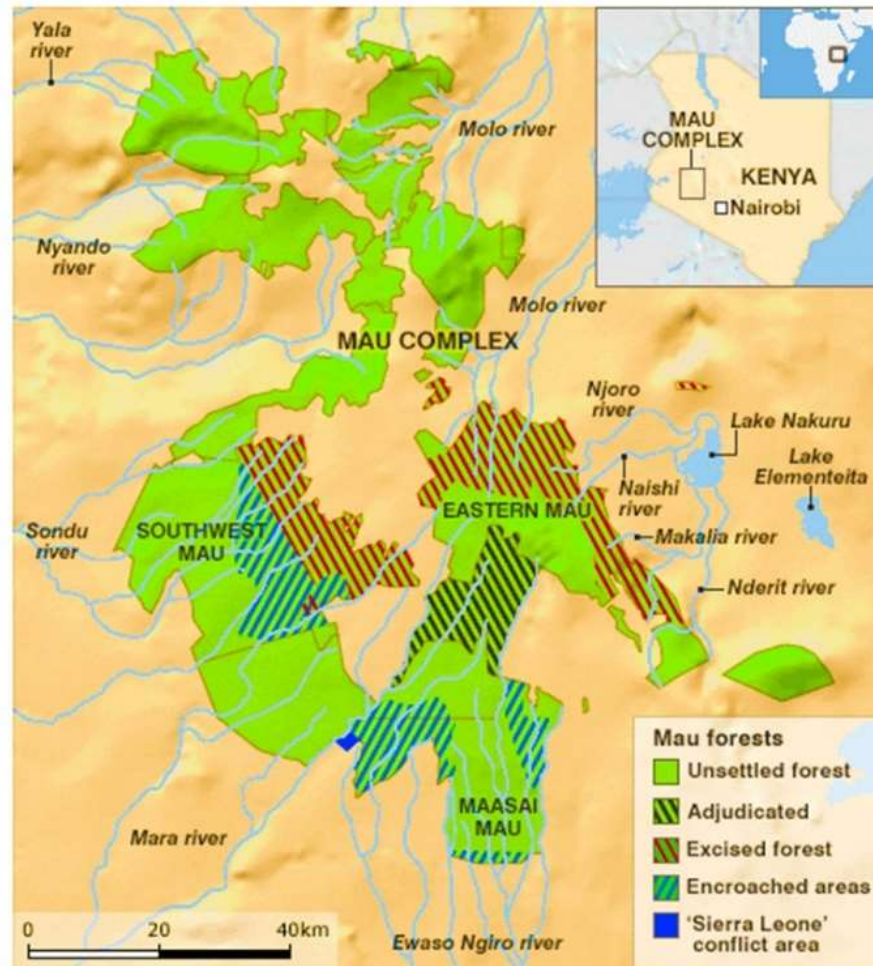 Yala
river
Molo river
MAU
COMPLEX
KENYA
Nairobi
Nyando
river
Molo river
MAU COMPLEX
Njoro
river
Lake Nakuru
Lake
Elementeita
Naishi
river
EASTERN MAU
SOUTHWEST
MAU
Sondu
river
Makalia river
Nderit river
Mara river
MAASAI
MAU
Ewaso Ngiro river
Mau forests
Unsettled forest
Adjudicated
Excised forest
Encroached areas
'Sierra Leone'
conflict area
0 20 40km